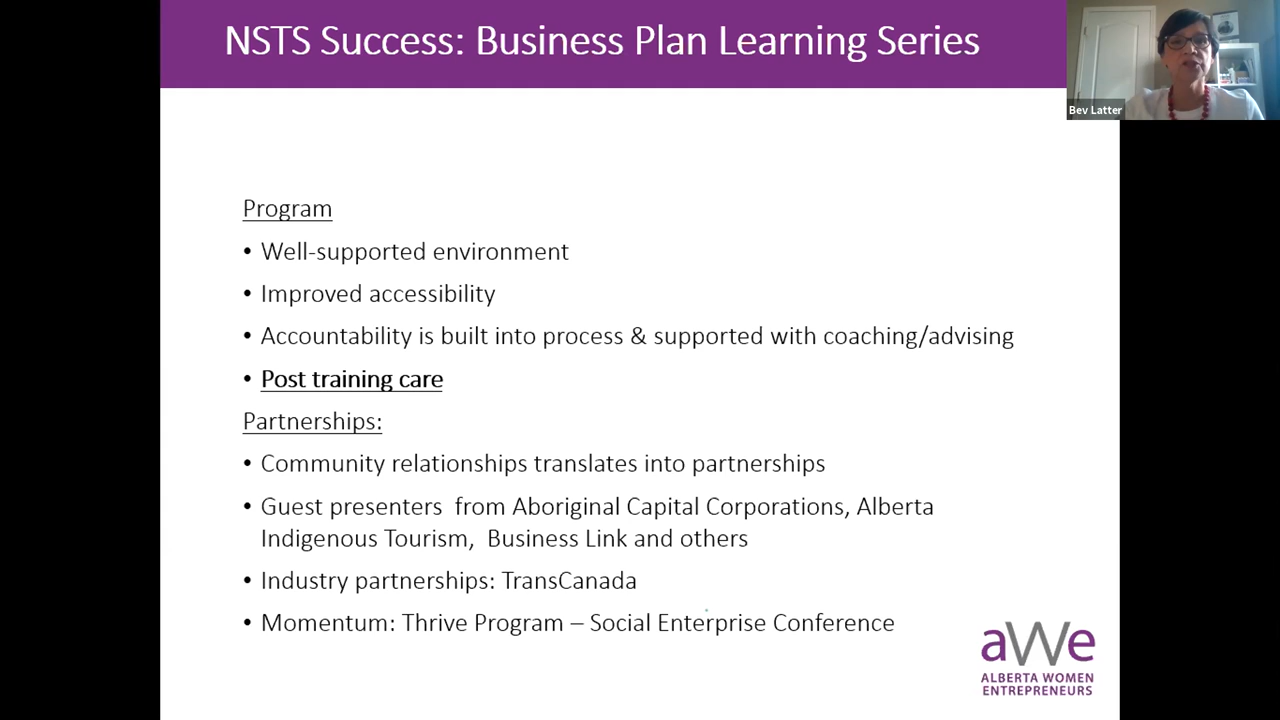 NSTS Success: Business Plan Learning Series
Bev Latter
Program
• Well-supported environment
• Improved accessibility
• Accountability is built into process & supported with coaching/advising
• Post training care
Partnerships:
• Community relationships translates into partnerships
• Guest presenters  from Aboriginal Capital Corporations, Alberta
Indigenous Tourism,  Business Link and others
• Industry partnerships: TransCanada
• Momentum: Thrive Program – Social Enterprise Conference
aWe
ALBERTA WOMEN
ENTREPRENEURS